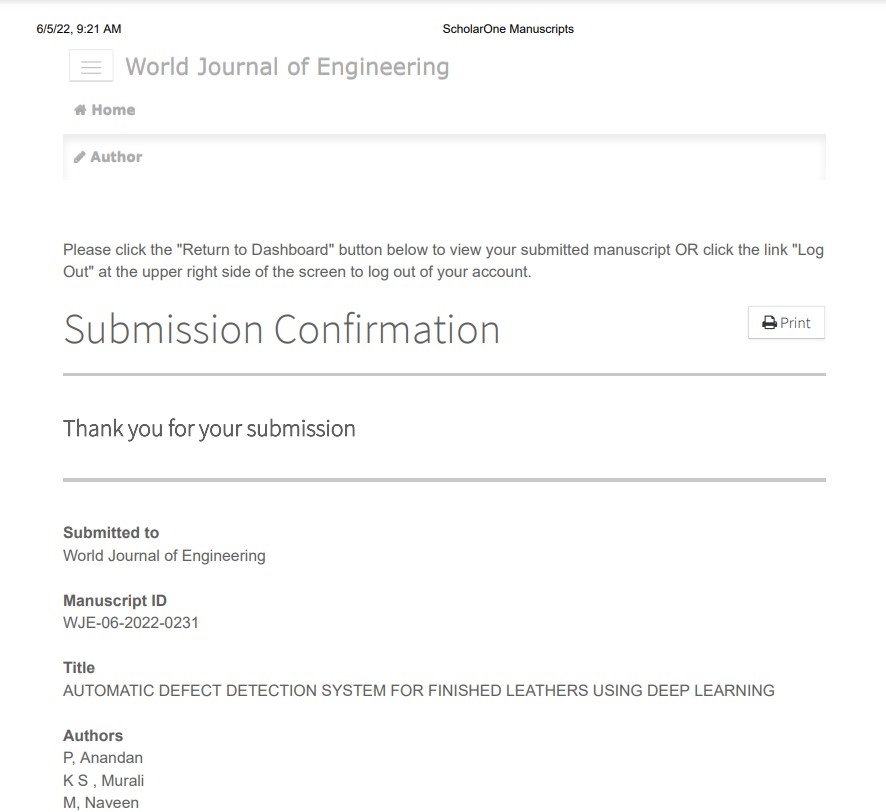 6/5/22, 9:21 AM ScholarOne Manuscripts
World Journal of Engineering
Home
Author
Please click the "Return to Dashboard" button below to view your submitted manuscript OR click the link "Log
Out" at the upper right side of the screen to log out of your account.
Submission Confirmation
Print
Thank you for your submission
Submitted to
World Journal of Engineering
Manuscript ID
WJE-06-2022-0231
Title
AUTOMATIC DEFECT DETECTION SYSTEM FOR FINISHED LEATHERS USING DEEP LEARNING
Authors
P, Anandan
K S , Murali
M, Naveen